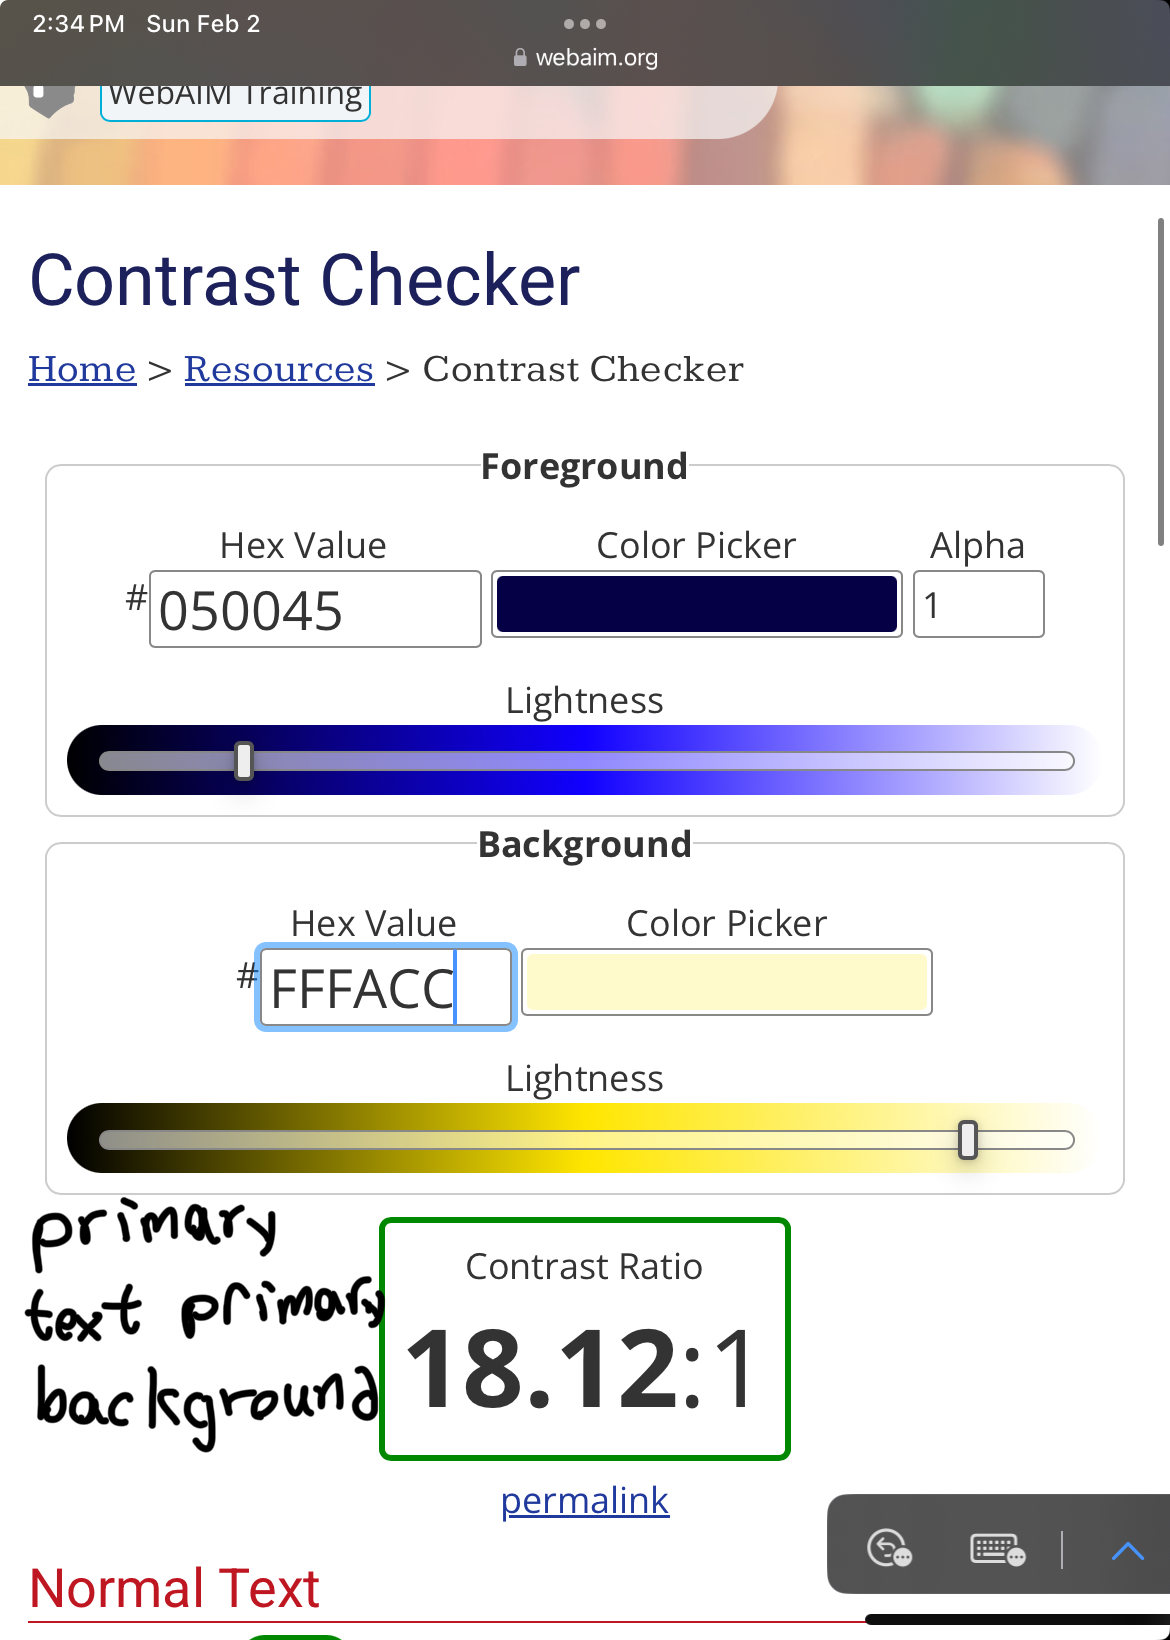 2:34 PM Sun Feb 2
webaim.org
WebAIM Training
Contrast Checker
Home > Resources > Contrast Checker
Foreground
Hex Value Color Picker Alpha
#050045 1
Lightness
Background
Hex Value Color Picker
#FFFACC
Lightness
primary
text primary
background
Contrast Ratio
18.12:1
permalink
Normal Text